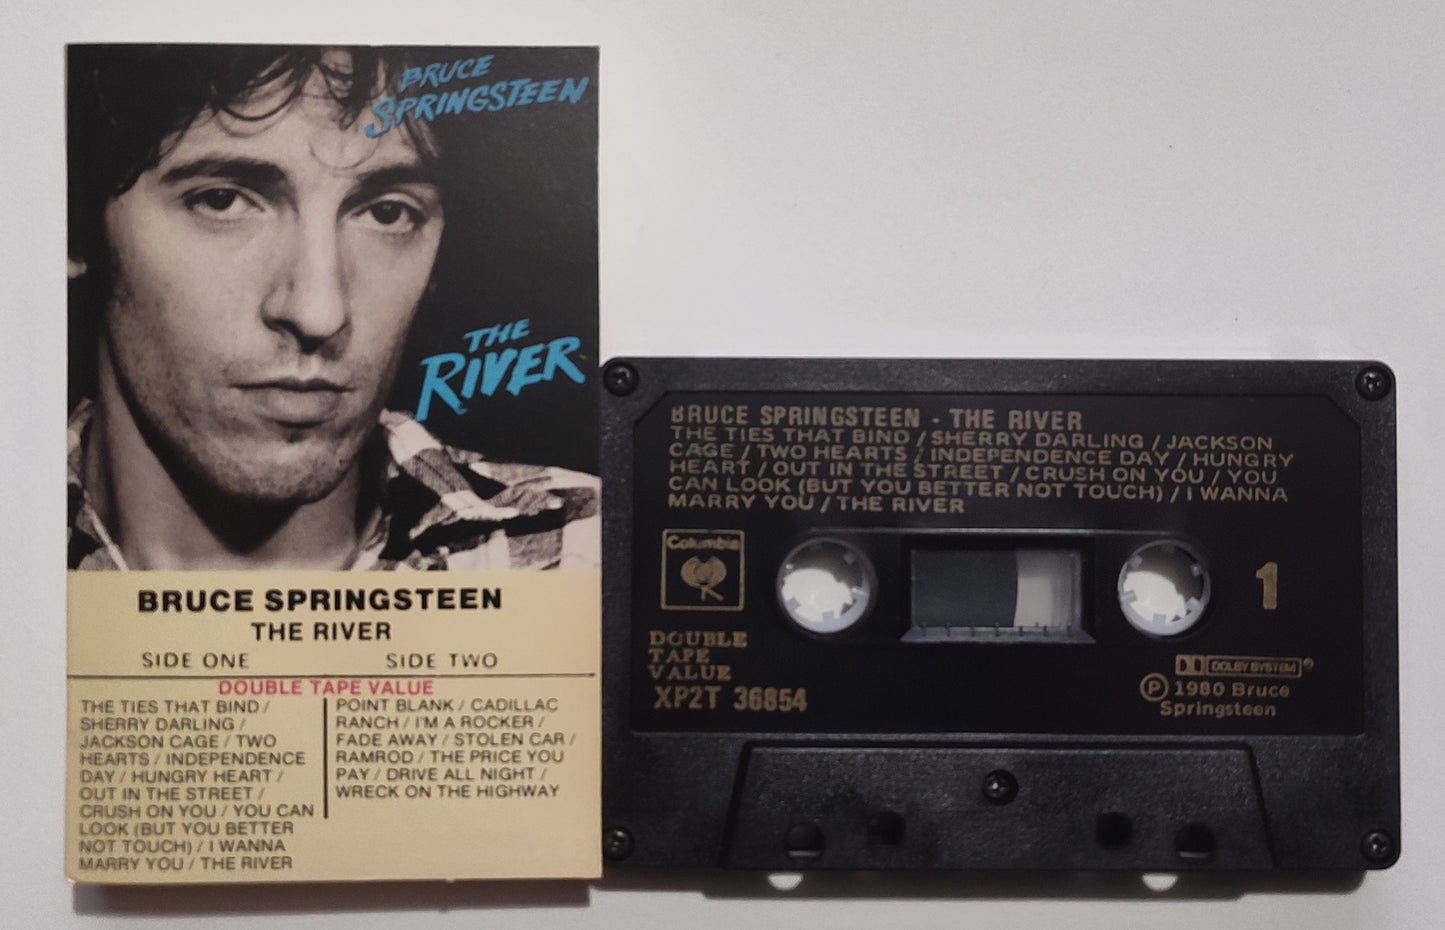 BRUCE
SPRINGSTEEN
THE
RIVER
BRUCE SPRINGSTEEN
THE RIVER
SIDE ONE
SIDE TWO
DOUBLE TAPE VALUE
THE TIES THAT BIND /
SHERRY DARLING /
JACKSON CAGE / TWO
HEARTS / INDEPENDENCE
DAY / HUNGRY HEART /
OUT IN THE STREET /
CRUSH ON YOU / YOU CAN
LOOK (BUT YOU BETTER
NOT TOUCH) / I WANNA
MARRY YOU / THE RIVER
POINT BLANK / CADILLAC
RANCH / I'M A ROCKER /
FADE AWAY / STOLEN CAR /
RAMROD / THE PRICE YOU
PAY / DRIVE ALL NIGHT /
WRECK ON THE HIGHWAY
BRUCE SPRINGSTEEN - THE RIVER
THE TIES THAT BIND / SHERRY DARLING / JACKSON
CAGE / TWO HEARTS / INDEPENDENCE DAY / HUNGRY
HEART / OUT IN THE STREET / CRUSH ON YOU / YOU
CAN LOOK (BUT YOU BETTER NOT TOUCH) / I WANNA
MARRY YOU / THE RIVER
Columbia
1
DOUBLE
TAPE
VALUE
XP2T 36854
DOLBY SYSTEM ®
℗ 1980 Bruce
Springsteen